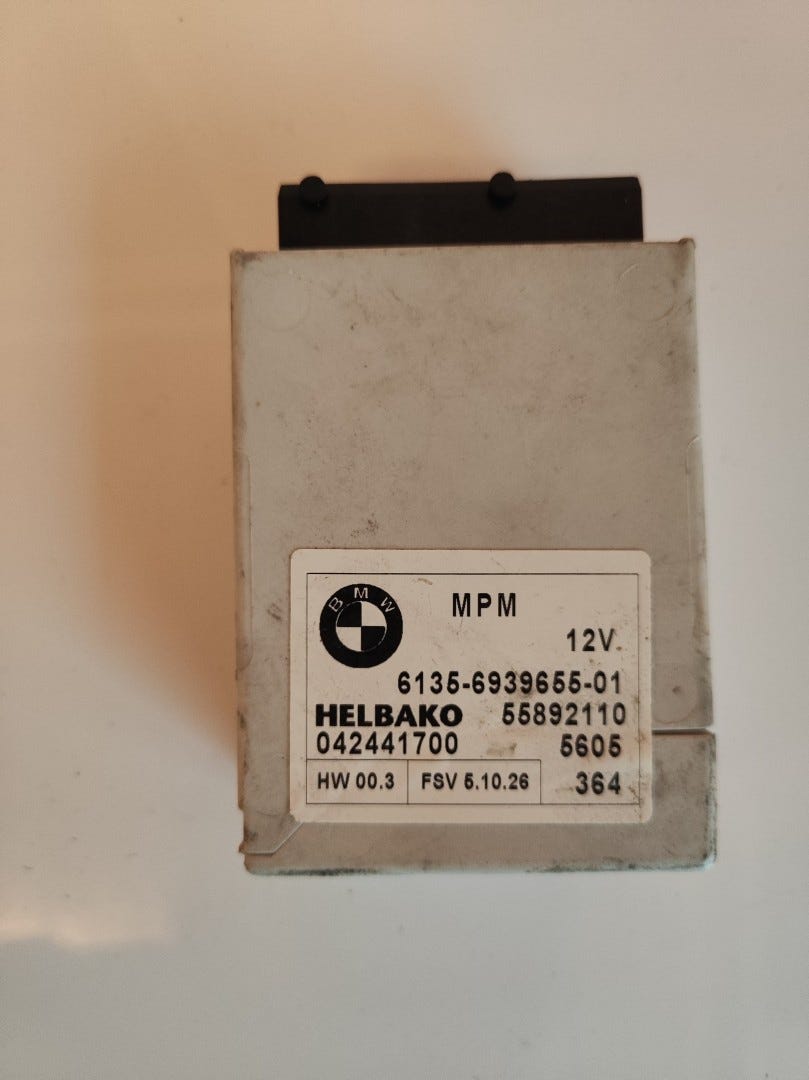 BMW
MPM
12V.
6135-6939655-01
HELBAKO 55892110
042441700 5605
HW 00.3 FSV 5.10.26 364